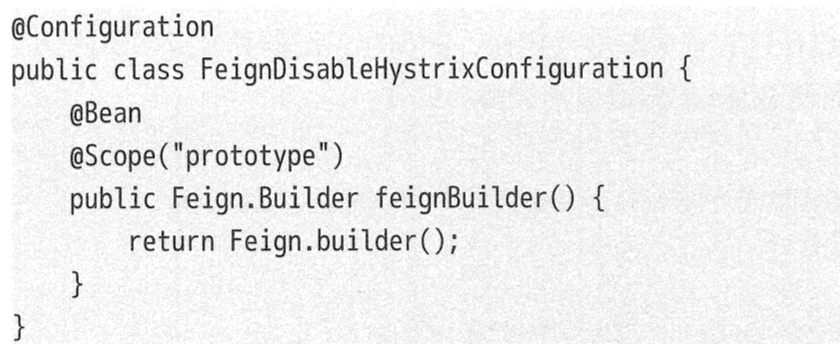 @Configuration
public class FeignDisableHystrixConfiguration {
    @Bean
    @Scope("prototype")
    public Feign.Builder feignBuilder() {
        return Feign.builder();
    }
}